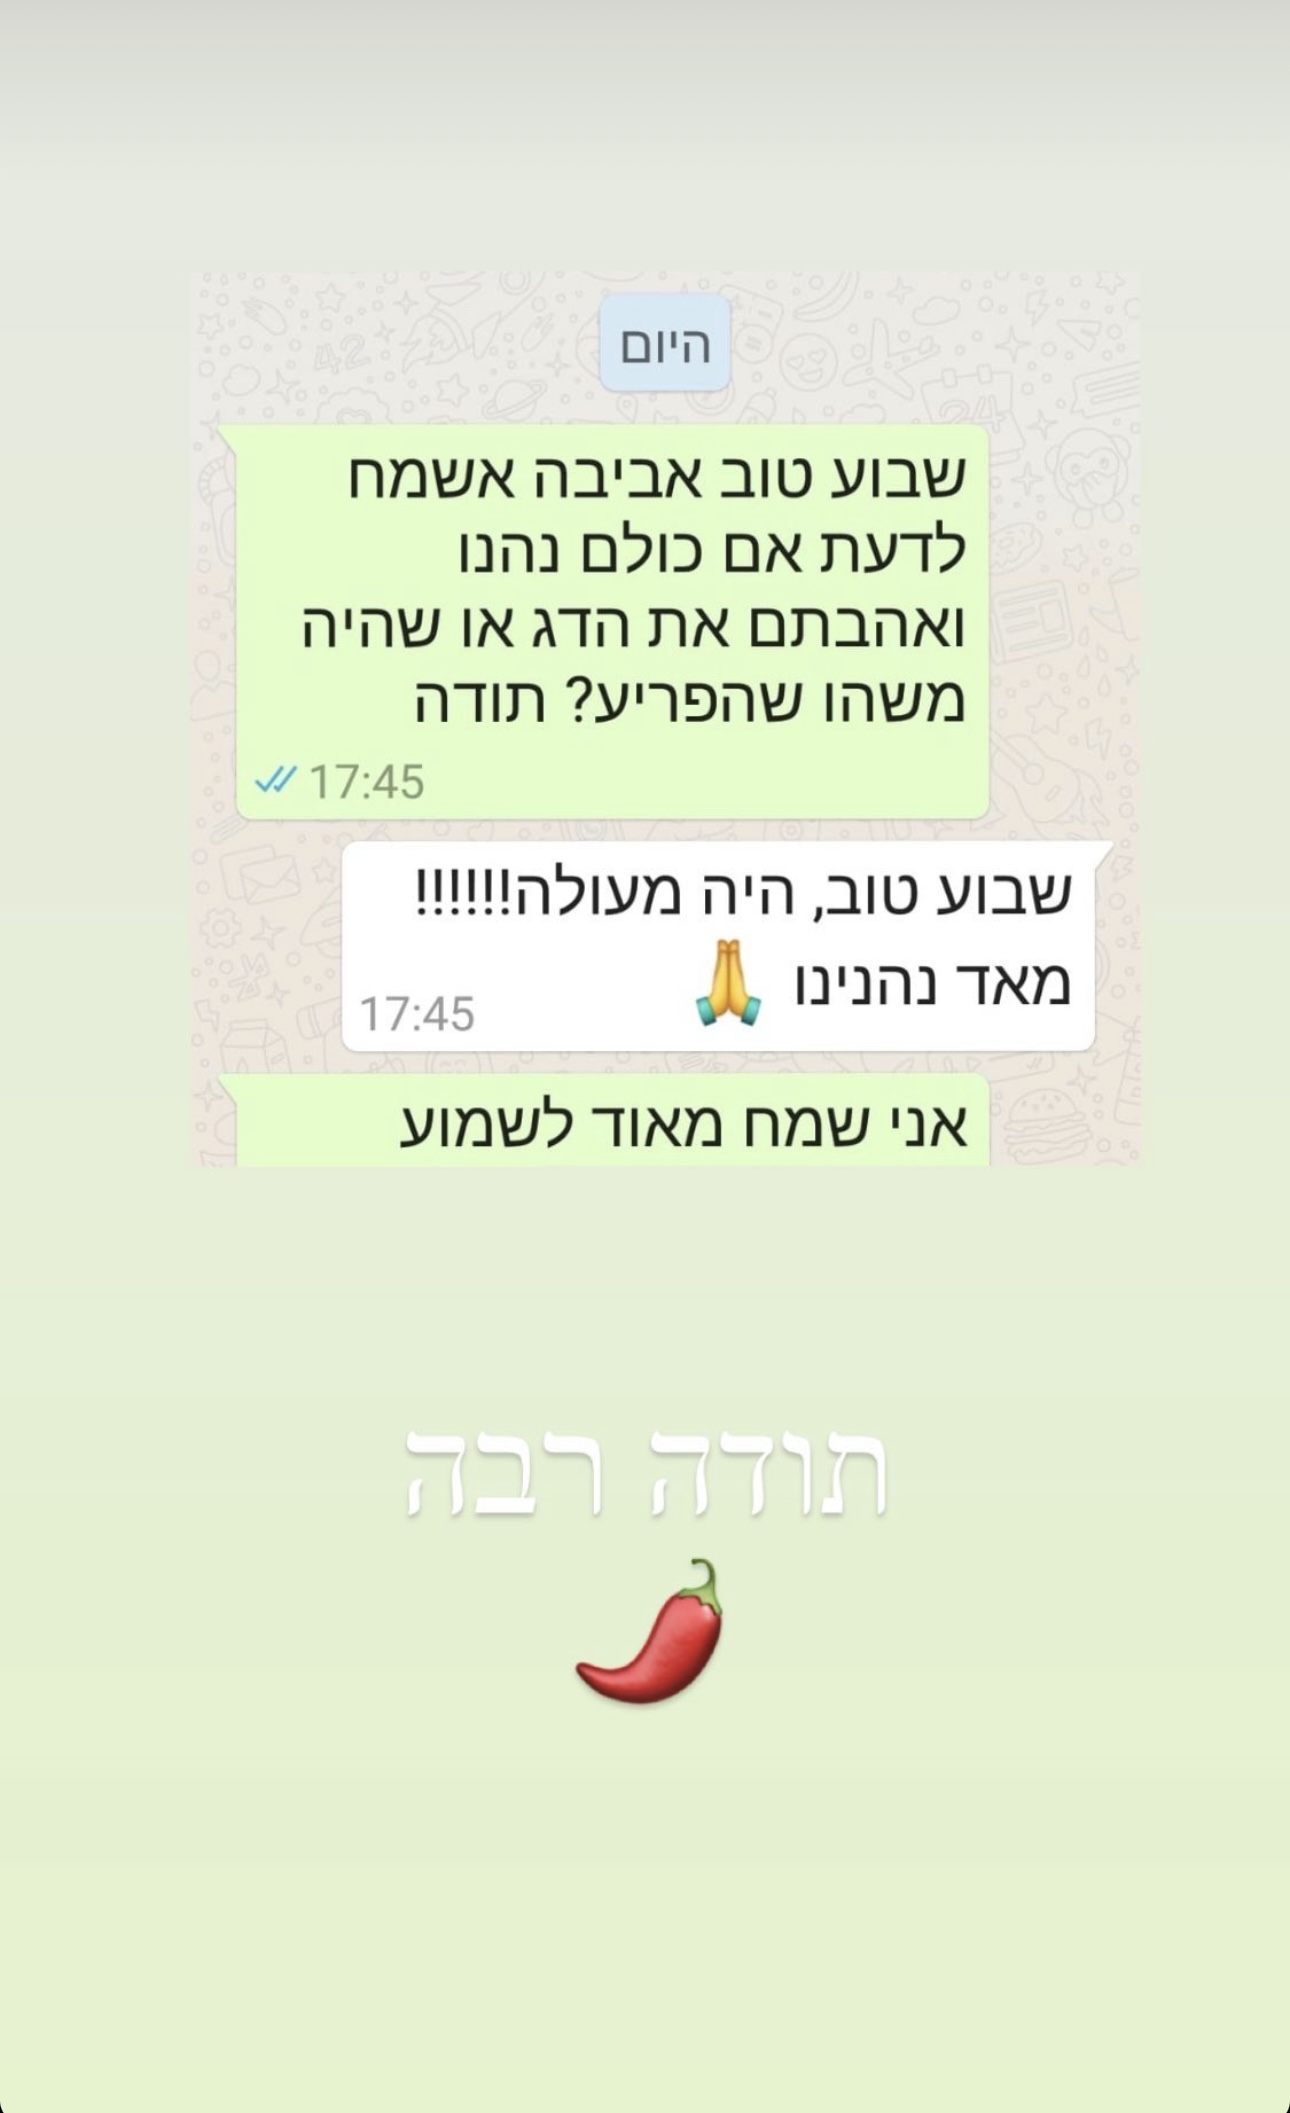 היום
שבוע טוב אביבה אשמח
לדעת אם כולם נהנו
ואהבתם את הדג או שהיה
משהו שהפריע? תודה
17:45
שבוע טוב, היה מעולה!!!!!!
מאד נהנינו 🙏
17:45
אני שמח מאוד לשמוע
תודה רבה
🌶️